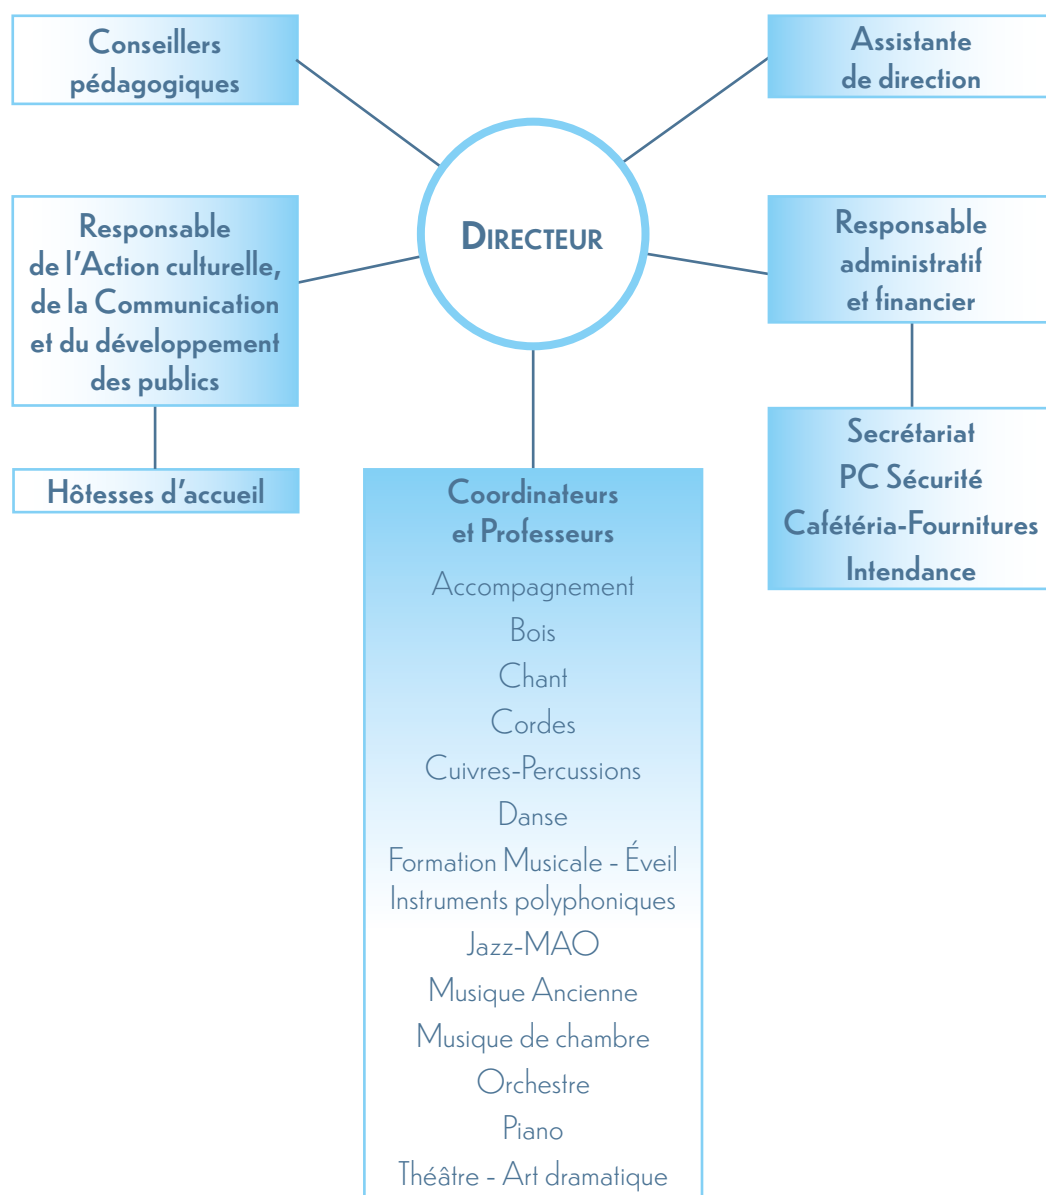 Conseillers
pédagogiques
Assistante
de direction
DIRECTEUR
Responsable
de l'Action culturelle,
de la Communication
et du développement
des publics
Responsable
administratif
et financier
Hôtesses d'accueil
Secrétariat
PC Sécurité
Cafétéria-Fournitures
Intendance
Coordinateurs
et Professeurs
Accompagnement
Bois
Chant
Cordes
Cuivres-Percussions
Danse
Formation Musicale - Éveil
Instruments polyphoniques
Jazz-MAO
Musique Ancienne
Musique de chambre
Orchestre
Piano
Théâtre - Art dramatique